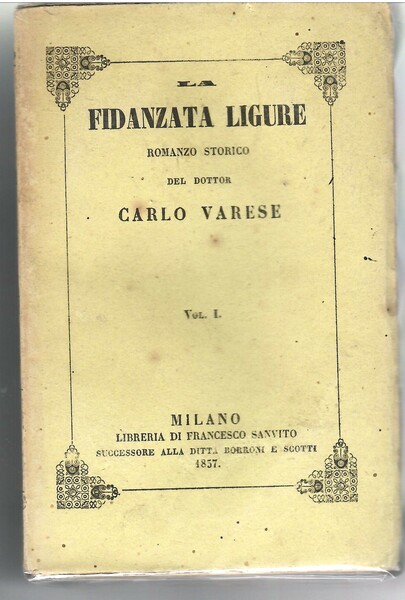 LA
FIDANZATA LIGURE
ROMANZO STORICO
DEL DOTTOR
CARLO VARESE
VOL. I.
MILANO
LIBRERIA DI FRANCESCO SANVITO
SUCCESSORE ALLA DITTA BORRONI E SCOTTI
1857.